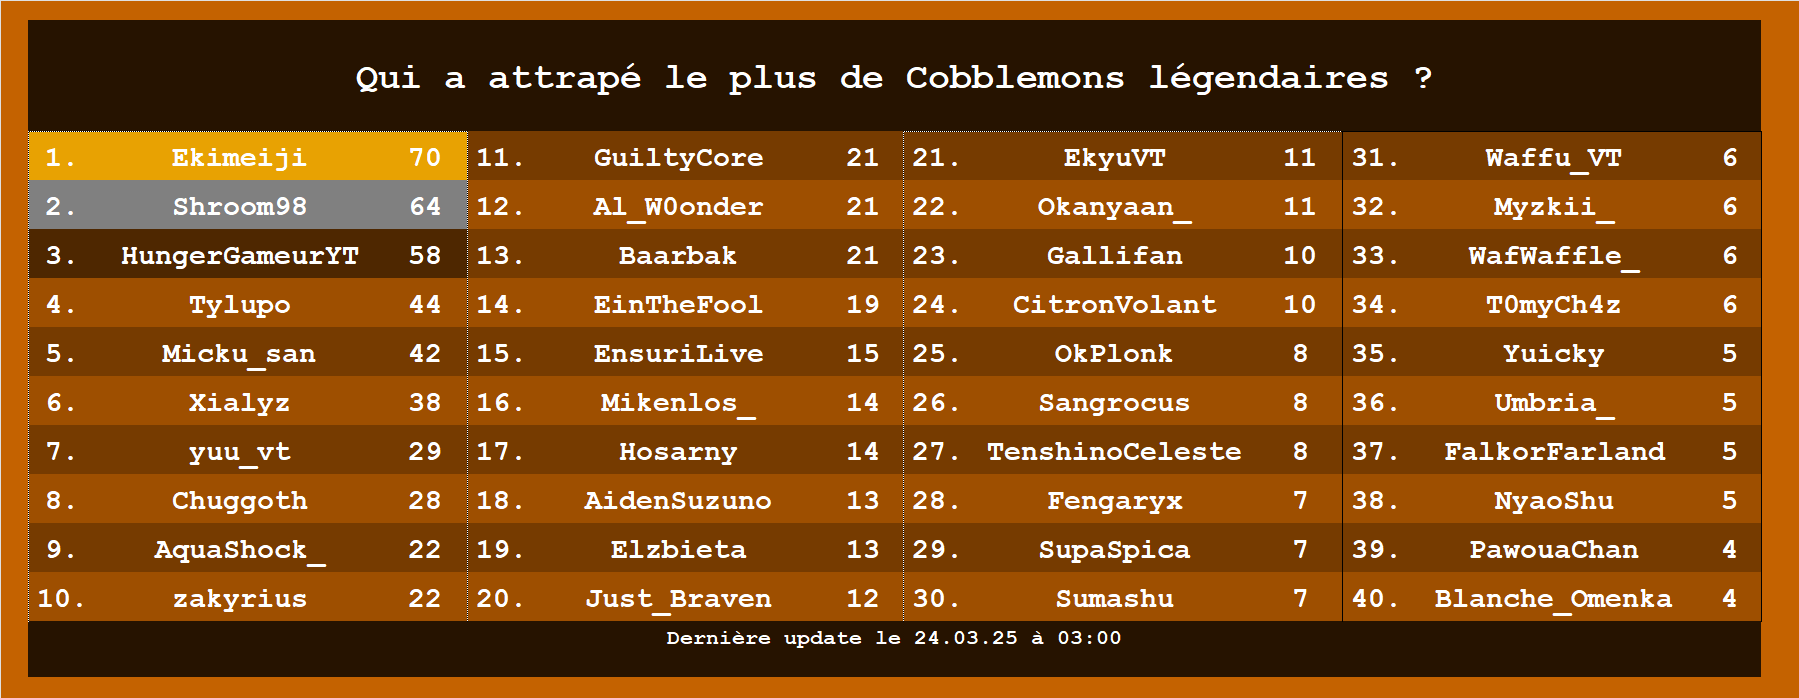 Qui a attrapé le plus de Cobblemons légendaires ?
1. Ekimeiji 70 11. GuiltyCore 21 21. EkyuVT 11 31. Waffu_VT 6
2. Shroom98 64 12. Al_W0onder 21 22. Okanyaan_ 11 32. Myzkii_ 6
3. HungerGameurYT 58 13. Baarbak 21 23. Gallifan 10 33. WafWaffle_ 6
4. Tylupo 44 14. EinTheFool 19 24. CitronVolant 10 34. T0myCh4z 6
5. Micku_san 42 15. EnsuriLive 15 25. OkPlonk 8 35. Yuicky 5
6. Xialyz 38 16. Mikenlos_ 14 26. Sangrocus 8 36. Umbria_ 5
7. yuu_vt 29 17. Hosarny 14 27. TenshinoCeleste 8 37. FalkorFarland 5
8. Chuggoth 28 18. AidenSuzuno 13 28. Fengaryx 7 38. NyaoShu 5
9. AquaShock_ 22 19. Elzbieta 13 29. SupaSpica 7 39. PawouaChan 4
10. zakyrius 22 20. Just_Braven 12 30. Sumashu 7 40. Blanche_Omenka 4
Dernière update le 24.03.25 à 03:00